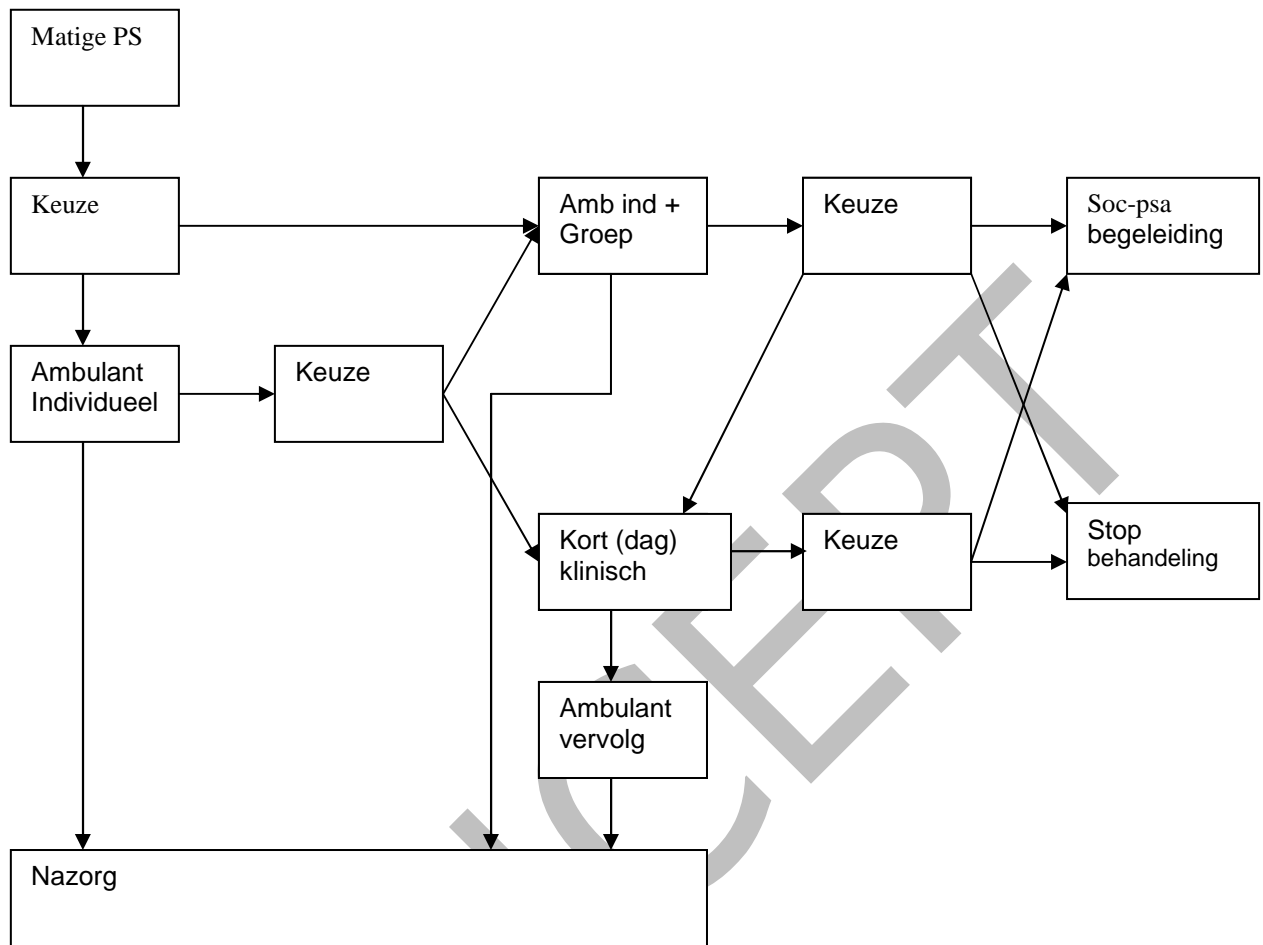 Matige PS
Keuze
Amb ind +
Groep
Keuze
Soc-psa
begeleiding
Ambulant
Individueel
Keuze
Kort (dag)
klinisch
Keuze
Stop
behandeling
Ambulant
vervolg
Nazorg
CEPT